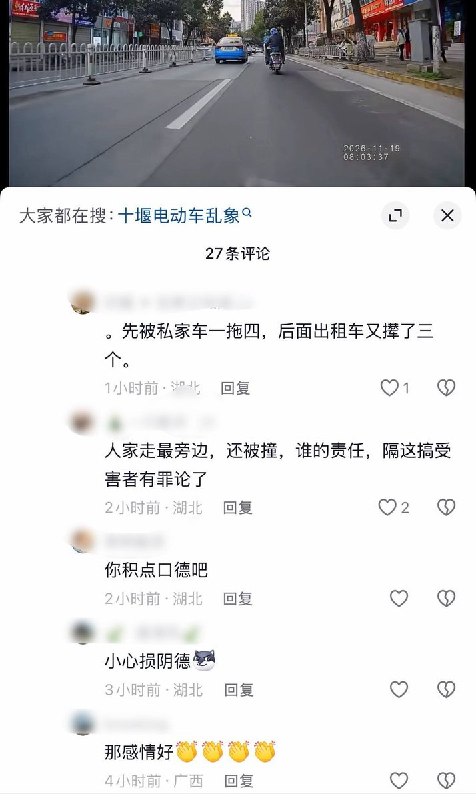 2026-11-19
08:03:37
大家都在搜:十堰电动车乱象
27条评论
。先被私家车一拖四，后面出租车又撵了三
个。
1小时前·湖北 回复
1
人家走最旁边，还被撞，谁的责任，隔这搞受
害者有罪论了
2小时前·湖北 回复
2
你积点口德吧
2小时前·湖北 回复
小心损阴德
3小时前·湖北 回复
那感情好👏👏👏👏
4小时前·广西 回复